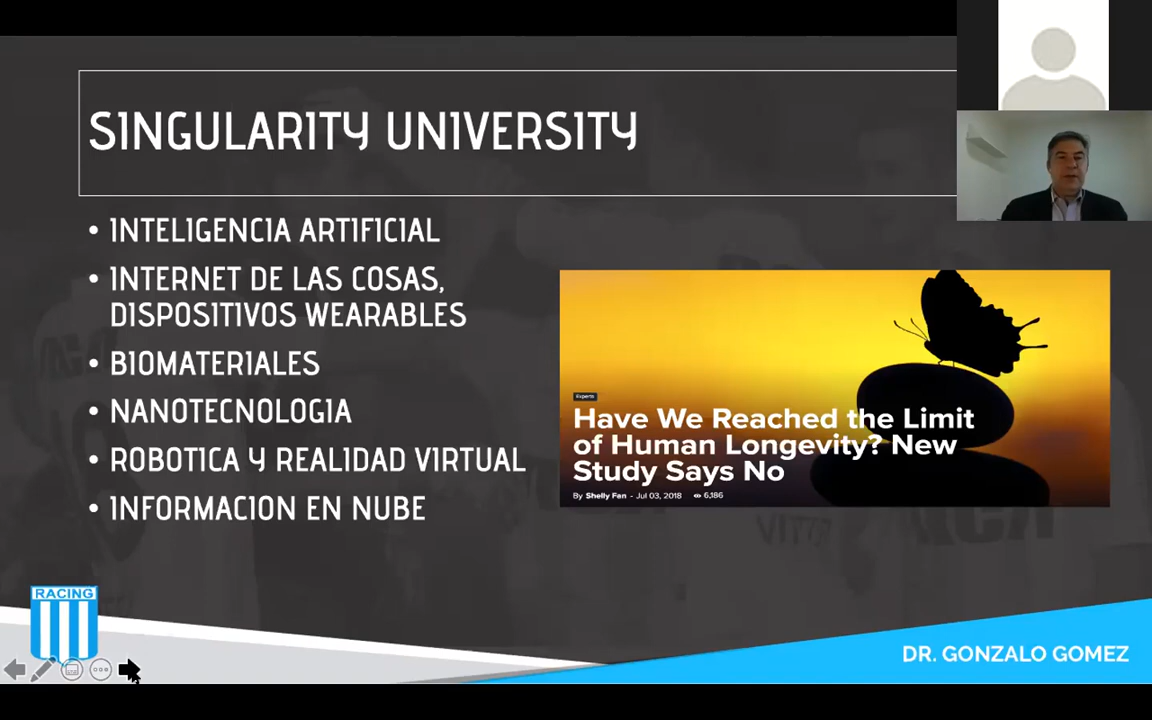 SINGULARITY UNIVERSITY
• INTELIGENCIA ARTIFICIAL
• INTERNET DE LAS COSAS,
DISPOSITIVOS WEARABLES
• BIOMATERIALES
• NANOTECNOLOGIA
• ROBOTICA Y REALIDAD VIRTUAL
• INFORMACION EN NUBE
Experts
Have We Reached the Limit
of Human Longevity? New
Study Says No
By Shelly Fan - Jul 03, 2018 6,186
RACING
DR. GONZALO GOMEZ